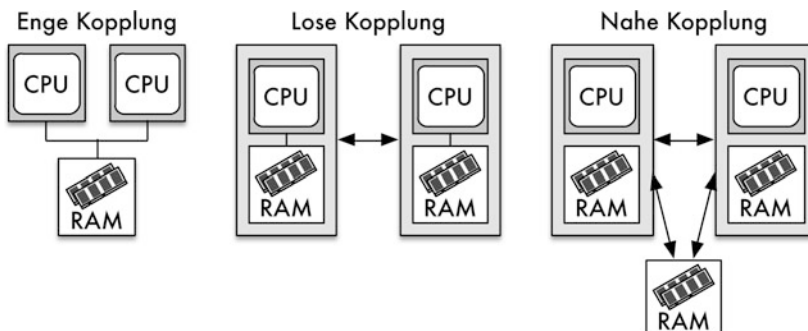 Enge Kopplung
CPU
CPU
RAM
Lose Kopplung
CPU
RAM
CPU
RAM
Nahe Kopplung
CPU
RAM
CPU
RAM
RAM